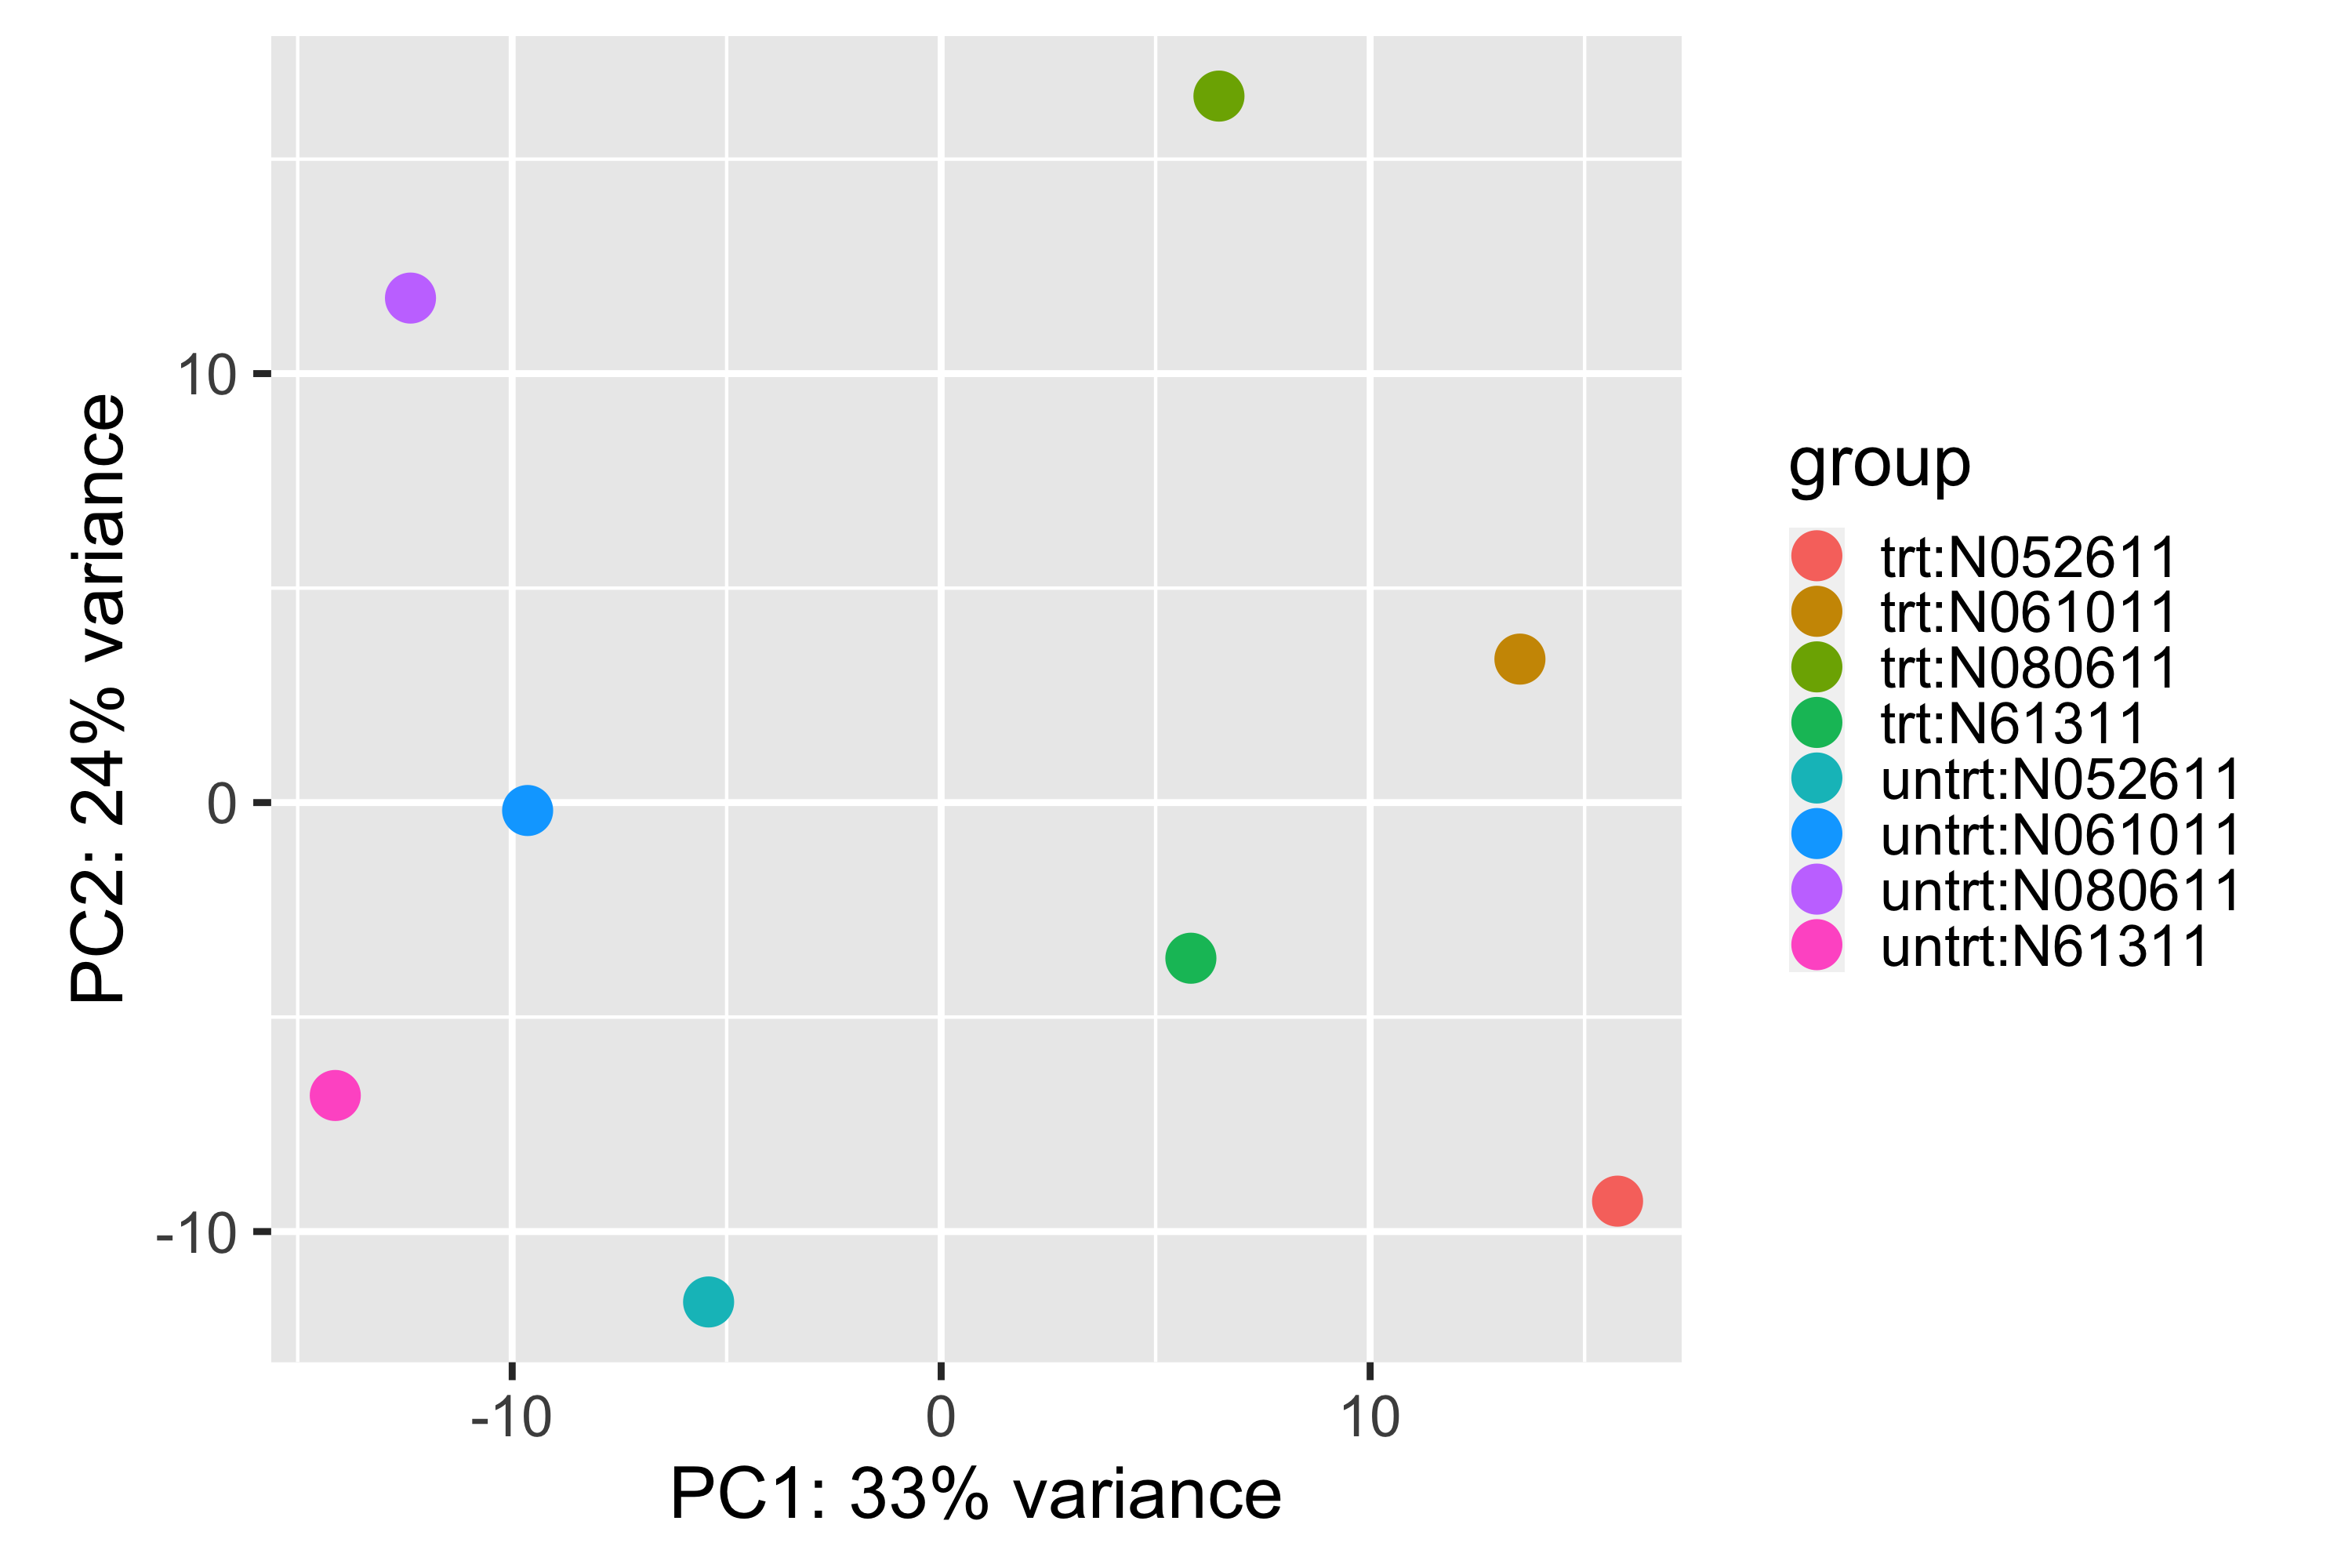 PC2: 24% variance
10
0
-10
-10
0
10
PC1: 33% variance
group
trt:N052611
trt:N061011
trt:N080611
trt:N61311
untrt:N052611
untrt:N061011
untrt:N080611
untrt:N61311